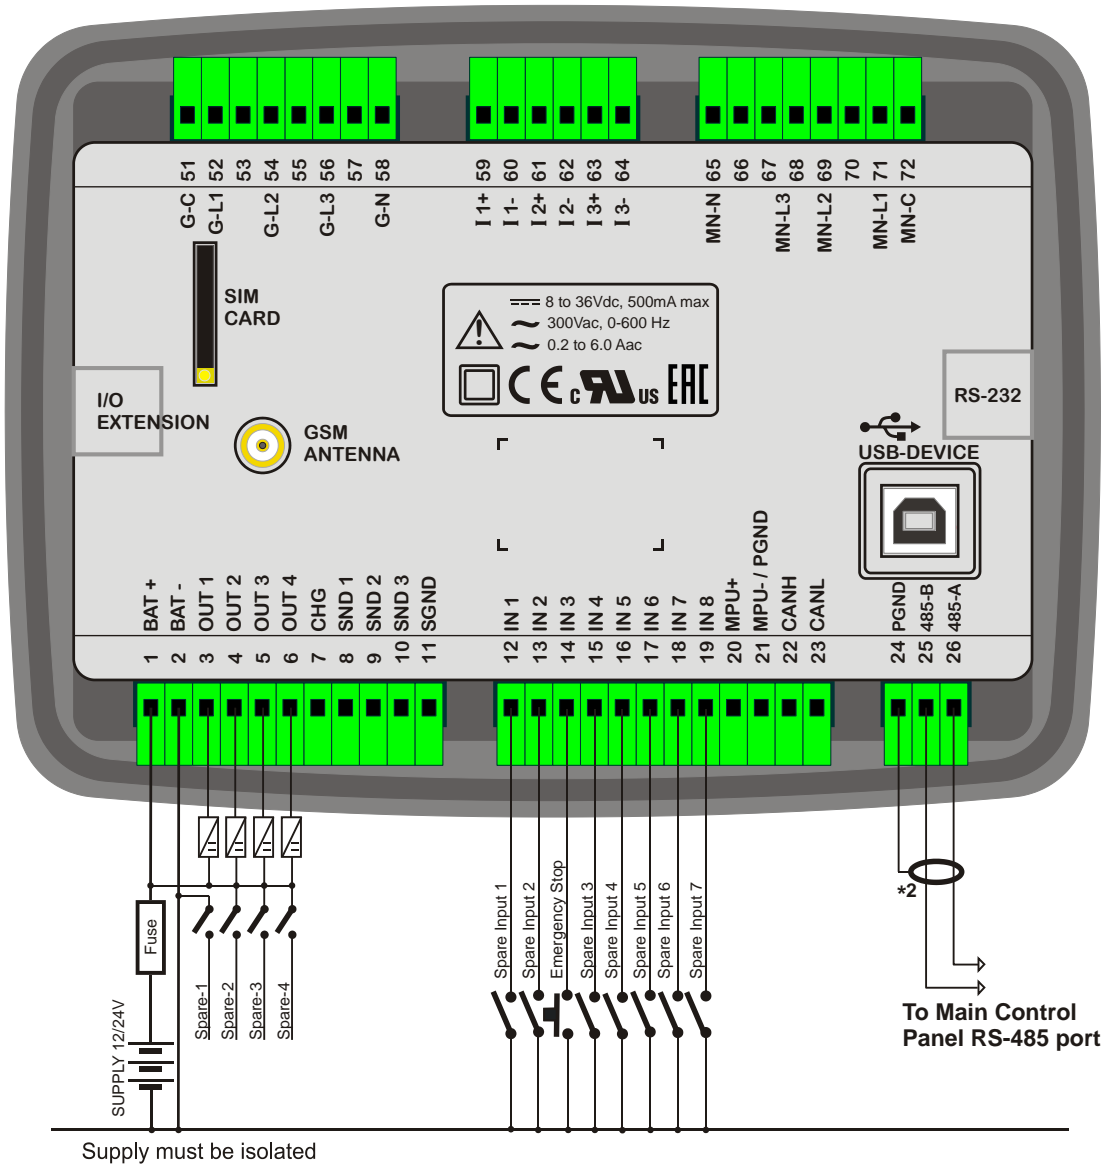 51 52 53 54 55 56 57 58
G-C G-L1 G-L2 G-L3 G-N
59 60 61 62 63 64
I 1+ I 1- I 2+ I 2- I 3+ I 3-
65 66 67 68 69 70 71 72
MN-N MN-L3 MN-L2 MN-L1 MN-C
SIM
CARD
8 to 36Vdc, 500mA max
300Vac, 0-600 Hz
0.2 to 6.0 Aac
CE c RU US EAC
I/O
EXTENSION
GSM
ANTENNA
RS-232
USB-DEVICE
BAT + BAT - OUT 1 OUT 2 OUT 3 OUT 4 CHG SND 1 SND 2 SND 3 SGND
1 2 3 4 5 6 7 8 9 10 11
IN 1 IN 2 IN 3 IN 4 IN 5 IN 6 IN 7 IN 8 MPU+ MPU- / PGND CANH CANL
12 13 14 15 16 17 18 19 20 21 22 23
PGND 485-B 485-A
24 25 26
Fuse
SUPPLY 12/24V
Spare-1
Spare-2
Spare-3
Spare-4
Spare Input 1
Spare Input 2
Emergency Stop
Spare Input 3
Spare Input 4
Spare Input 5
Spare Input 6
Spare Input 7
*2
To Main Control
Panel RS-485 port
Supply must be isolated